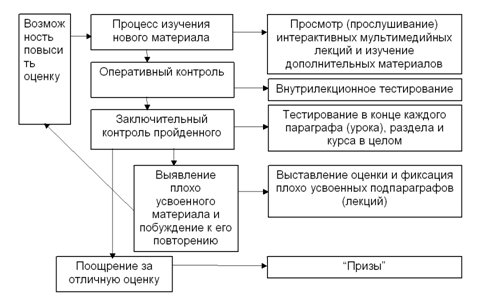 Возмож
ность
повыси
ть
оценку
Процесс изучения
нового материала
Просмотр (прослушивание)
интерактивных мультимедийных
лекций и изучение
дополнительных материалов
Оперативный контроль
Внутрилекционное тестирование
Заключительный
контроль пройденного
Тестирование в конце каждого
параграфа (урока), раздела и
курса в целом
Выявление
плохо
усвоенного
материала и
побуждение к его
повторению
Выставление оценки и фиксация
плохо усвоенных подпараграфов
(лекций)
Поощрение за
отличную оценку
“Призы”